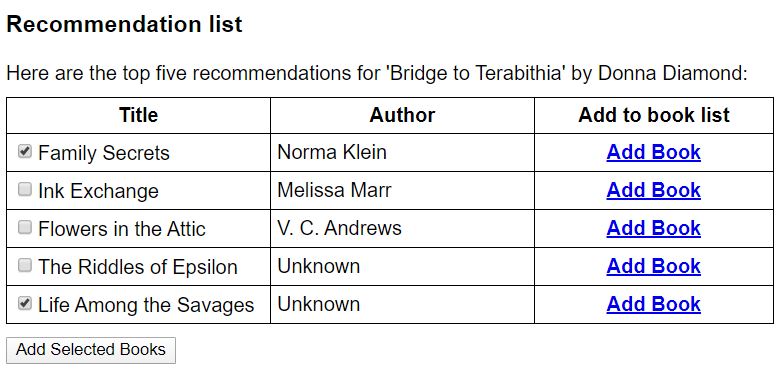 Recommendation list
Here are the top five recommendations for 'Bridge to Terabithia' by Donna Diamond:
Title Author Add to book list
Family Secrets Norma Klein Add Book
Ink Exchange Melissa Marr Add Book
Flowers in the Attic V. C. Andrews Add Book
The Riddles of Epsilon Unknown Add Book
Life Among the Savages Unknown Add Book
Add Selected Books